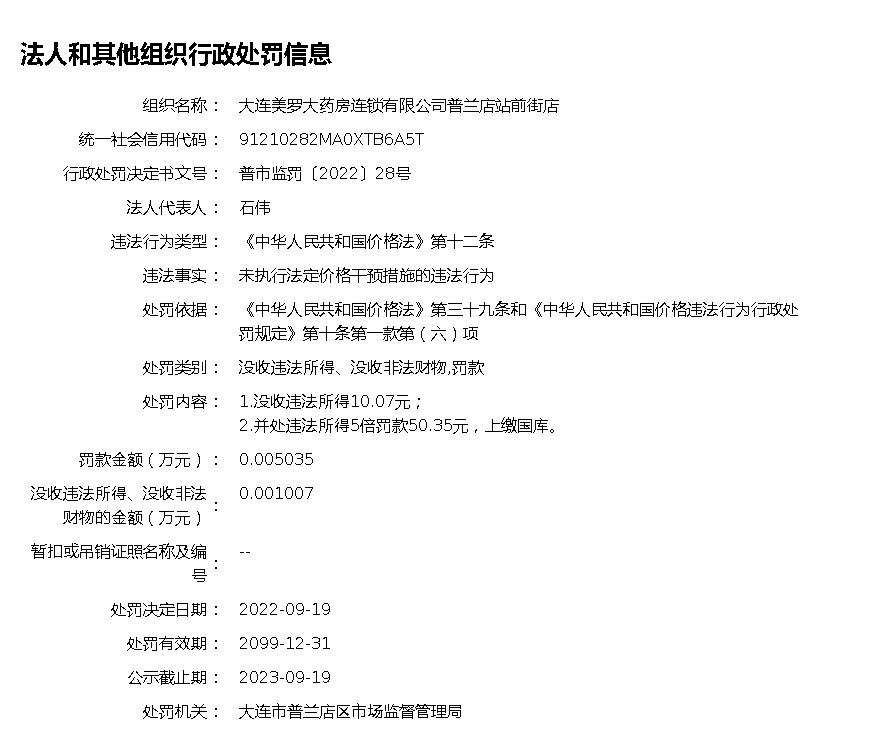 法人和其他组织行政处罚信息
组织名称： 大连美罗大药房连锁有限公司普兰店站前街店
统一社会信用代码： 91210282MA0XTB6A5T
行政处罚决定书文号： 普市监罚〔2022〕28号
法人代表人： 石伟
违法行为类型： 《中华人民共和国价格法》第十二条
违法事实： 未执行法定价格干预措施的违法行为
处罚依据： 《中华人民共和国价格法》第三十九条和《中华人民共和国价格违法行为行政处
罚规定》第十条第一款第（六）项
处罚类别： 没收违法所得、没收非法财物,罚款
处罚内容： 1.没收违法所得10.07元；
2.并处违法所得5倍罚款50.35元，上缴国库。
罚款金额（万元）： 0.005035
没收违法所得、没收非法
财物的金额（万元）： 0.001007
暂扣或吊销证照名称及编
号： --
处罚决定日期： 2022-09-19
处罚有效期： 2099-12-31
公示截止期： 2023-09-19
处罚机关： 大连市普兰店区市场监督管理局